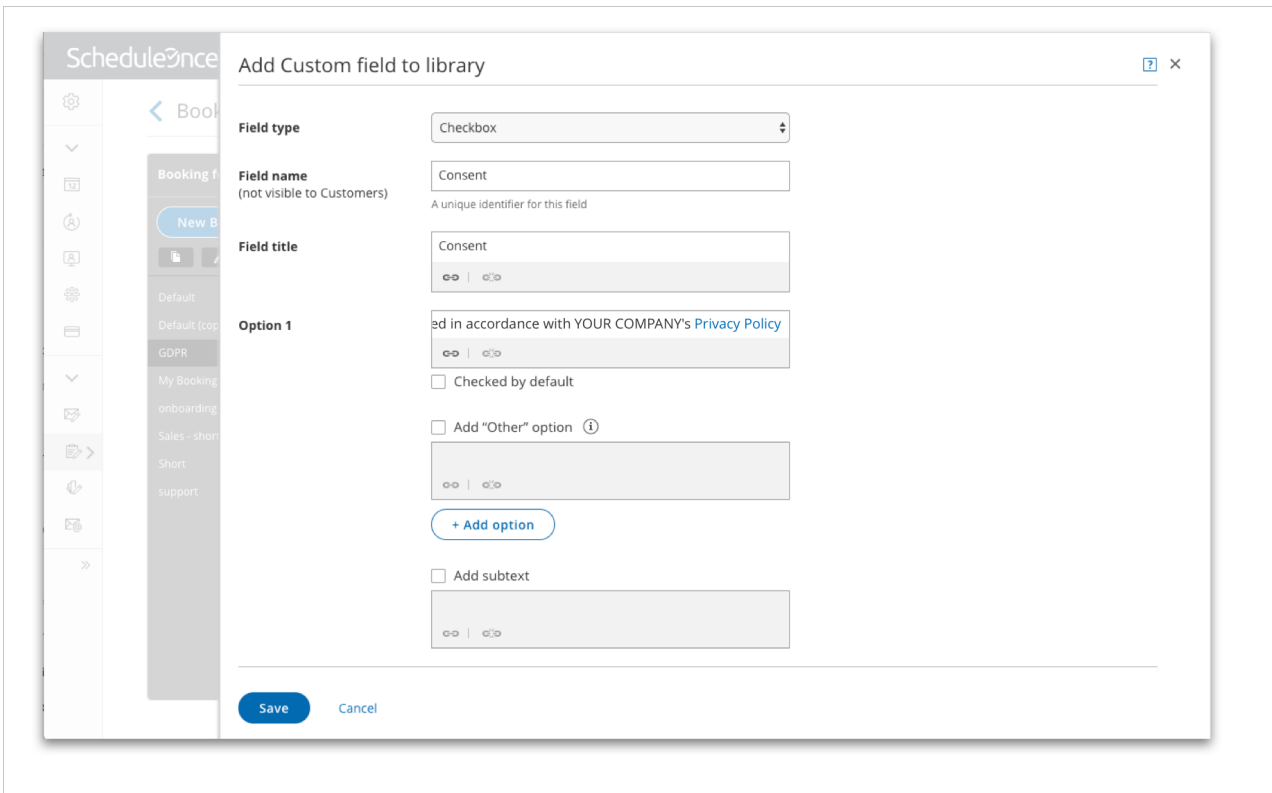 ScheduleOnce
Add Custom field to library
?
Book
Field type
Checkbox
Booking f
Field name
(not visible to Customers)
Consent
A unique identifier for this field
12
New B
Field title
Consent
Default
Default (cop
Option 1
ed in accordance with YOUR COMPANY's Privacy Policy
GDPR
My Booking
Checked by default
onboarding
Add “Other” option
Sales - short
Short
support
+ Add option
Add subtext
Save
Cancel